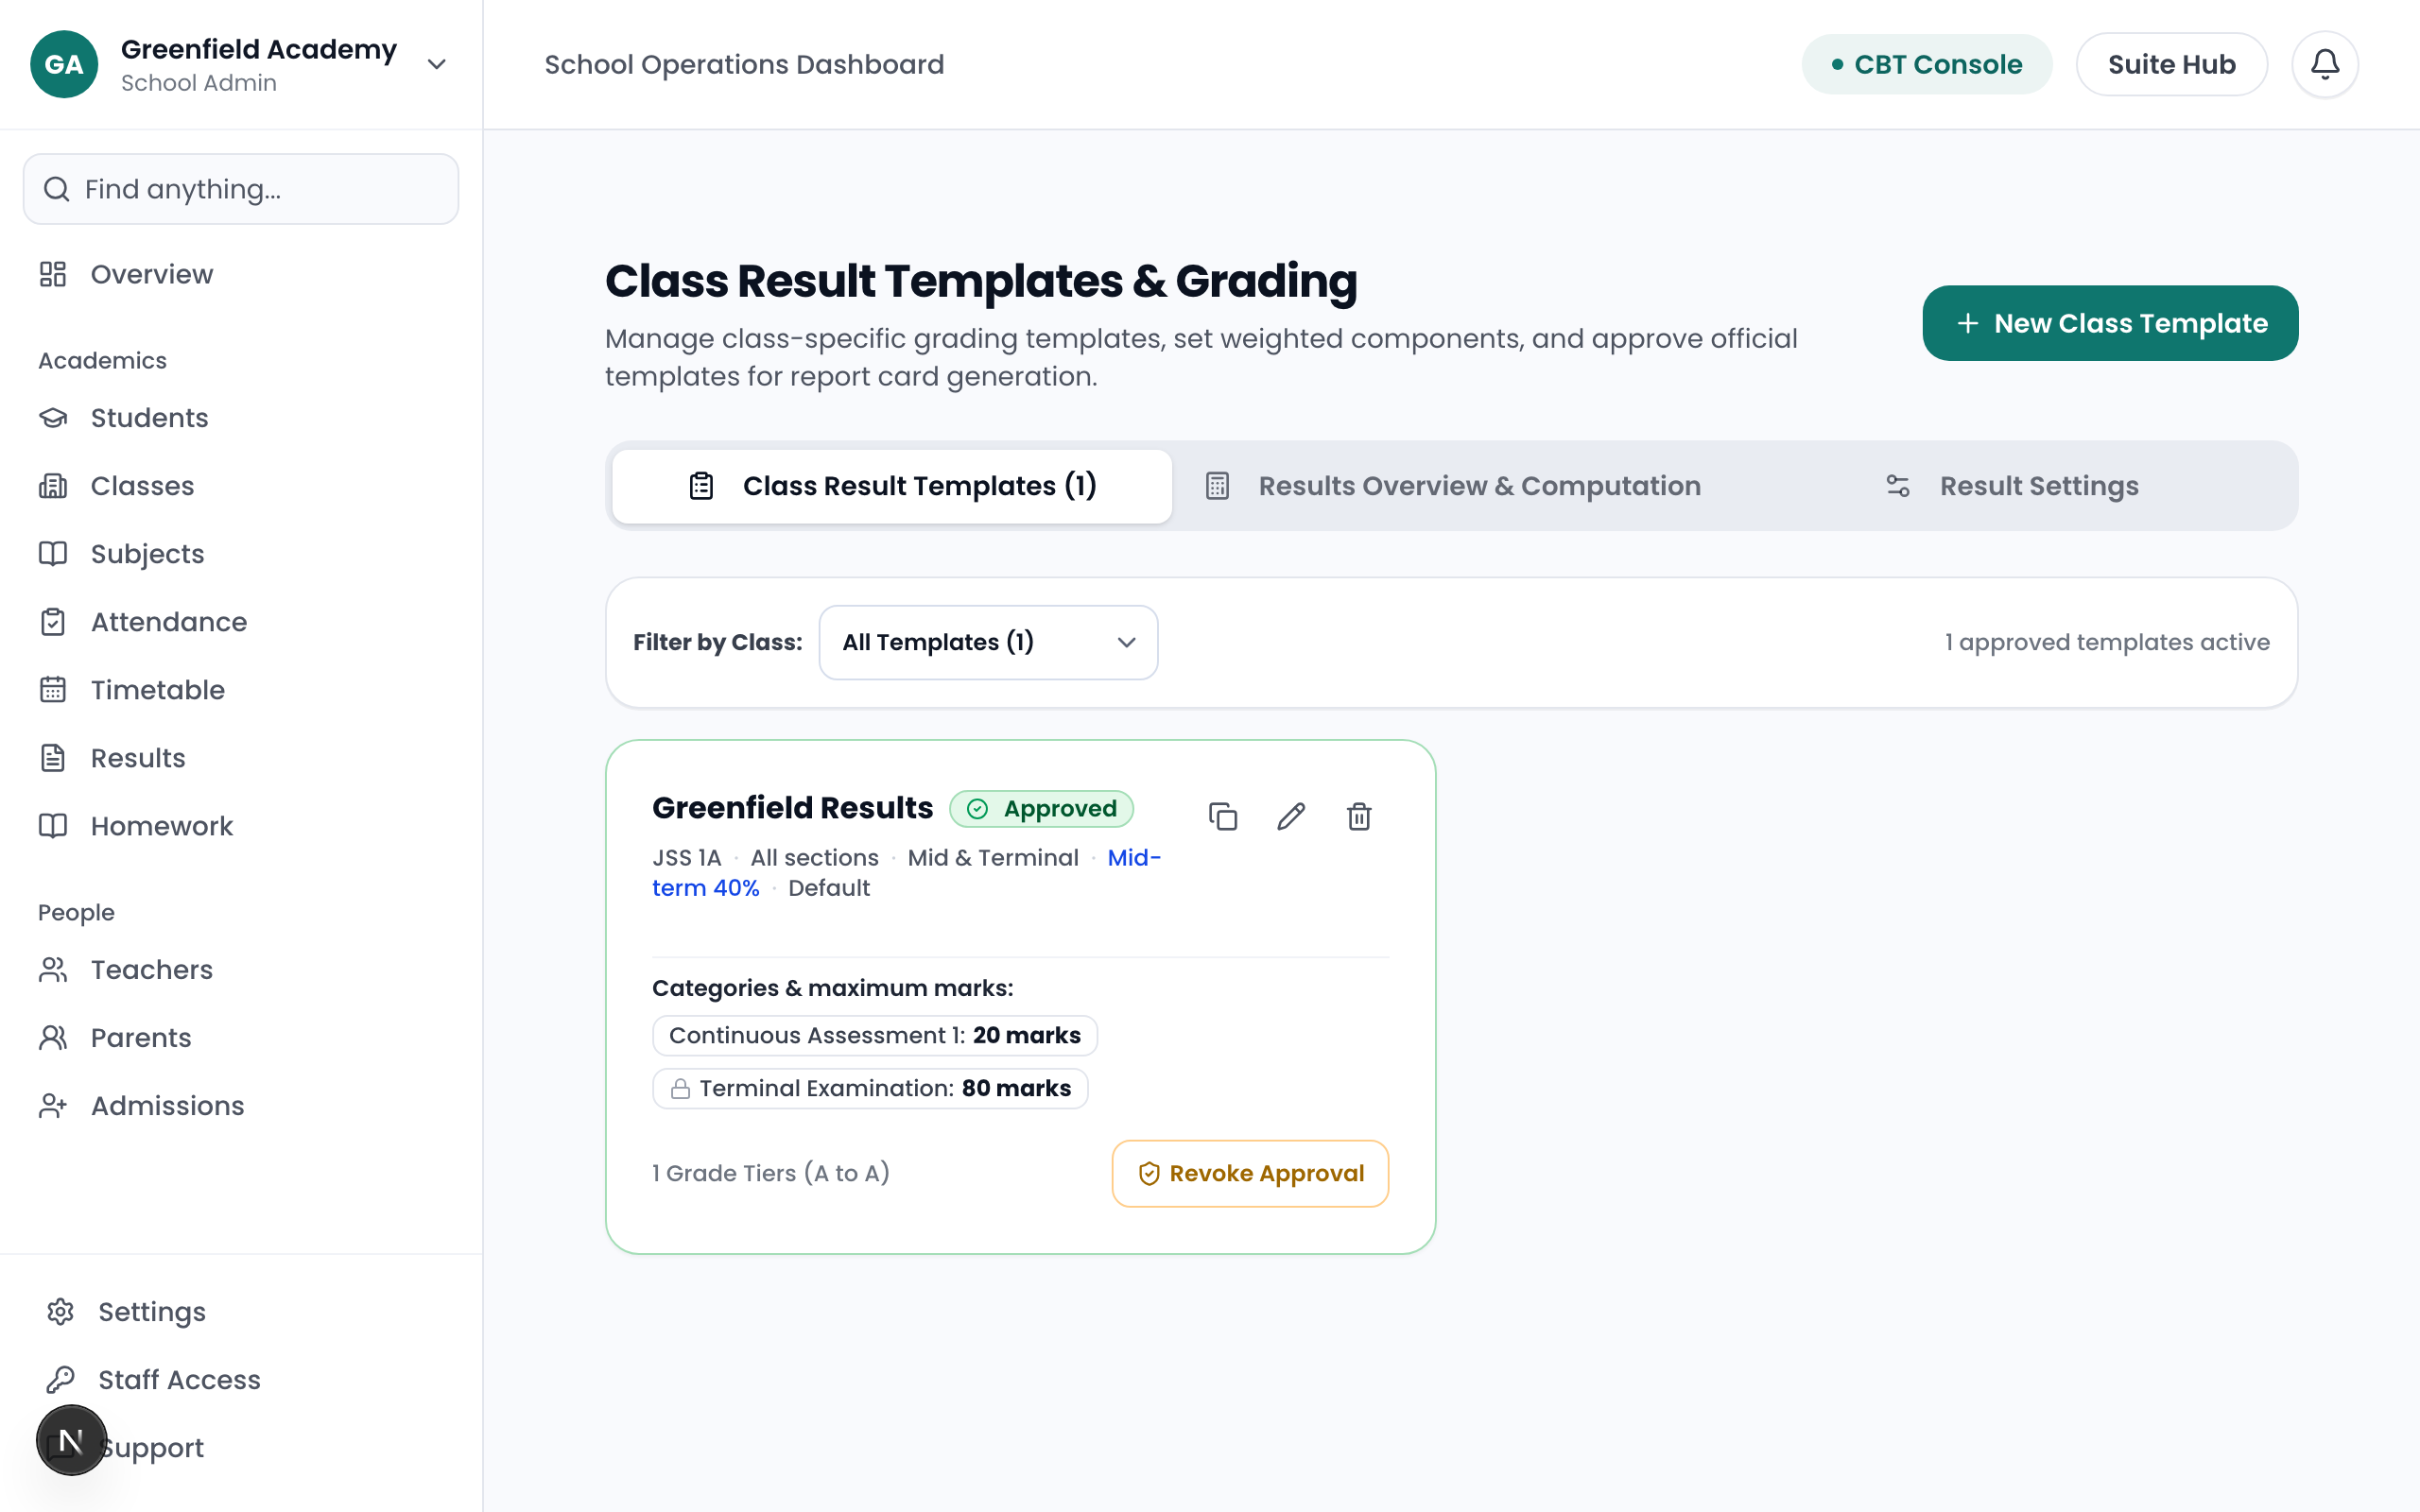 GA
Greenfield Academy
School Admin
Find anything...
Overview
Academics
Students
Classes
Subjects
Attendance
Timetable
Results
Homework
People
Teachers
Parents
Admissions
Settings
Staff Access
N
Support
School Operations Dashboard
CBT Console
Suite Hub
Class Result Templates & Grading
Manage class-specific grading templates, set weighted components, and approve official
templates for report card generation.
+ New Class Template
Class Result Templates (1)
Results Overview & Computation
Result Settings
Filter by Class:
All Templates (1)
1 approved templates active
Greenfield Results
Approved
JSS 1A · All sections · Mid & Terminal · Mid-
term 40% · Default
Categories & maximum marks:
Continuous Assessment 1: 20 marks
Terminal Examination: 80 marks
1 Grade Tiers (A to A)
Revoke Approval